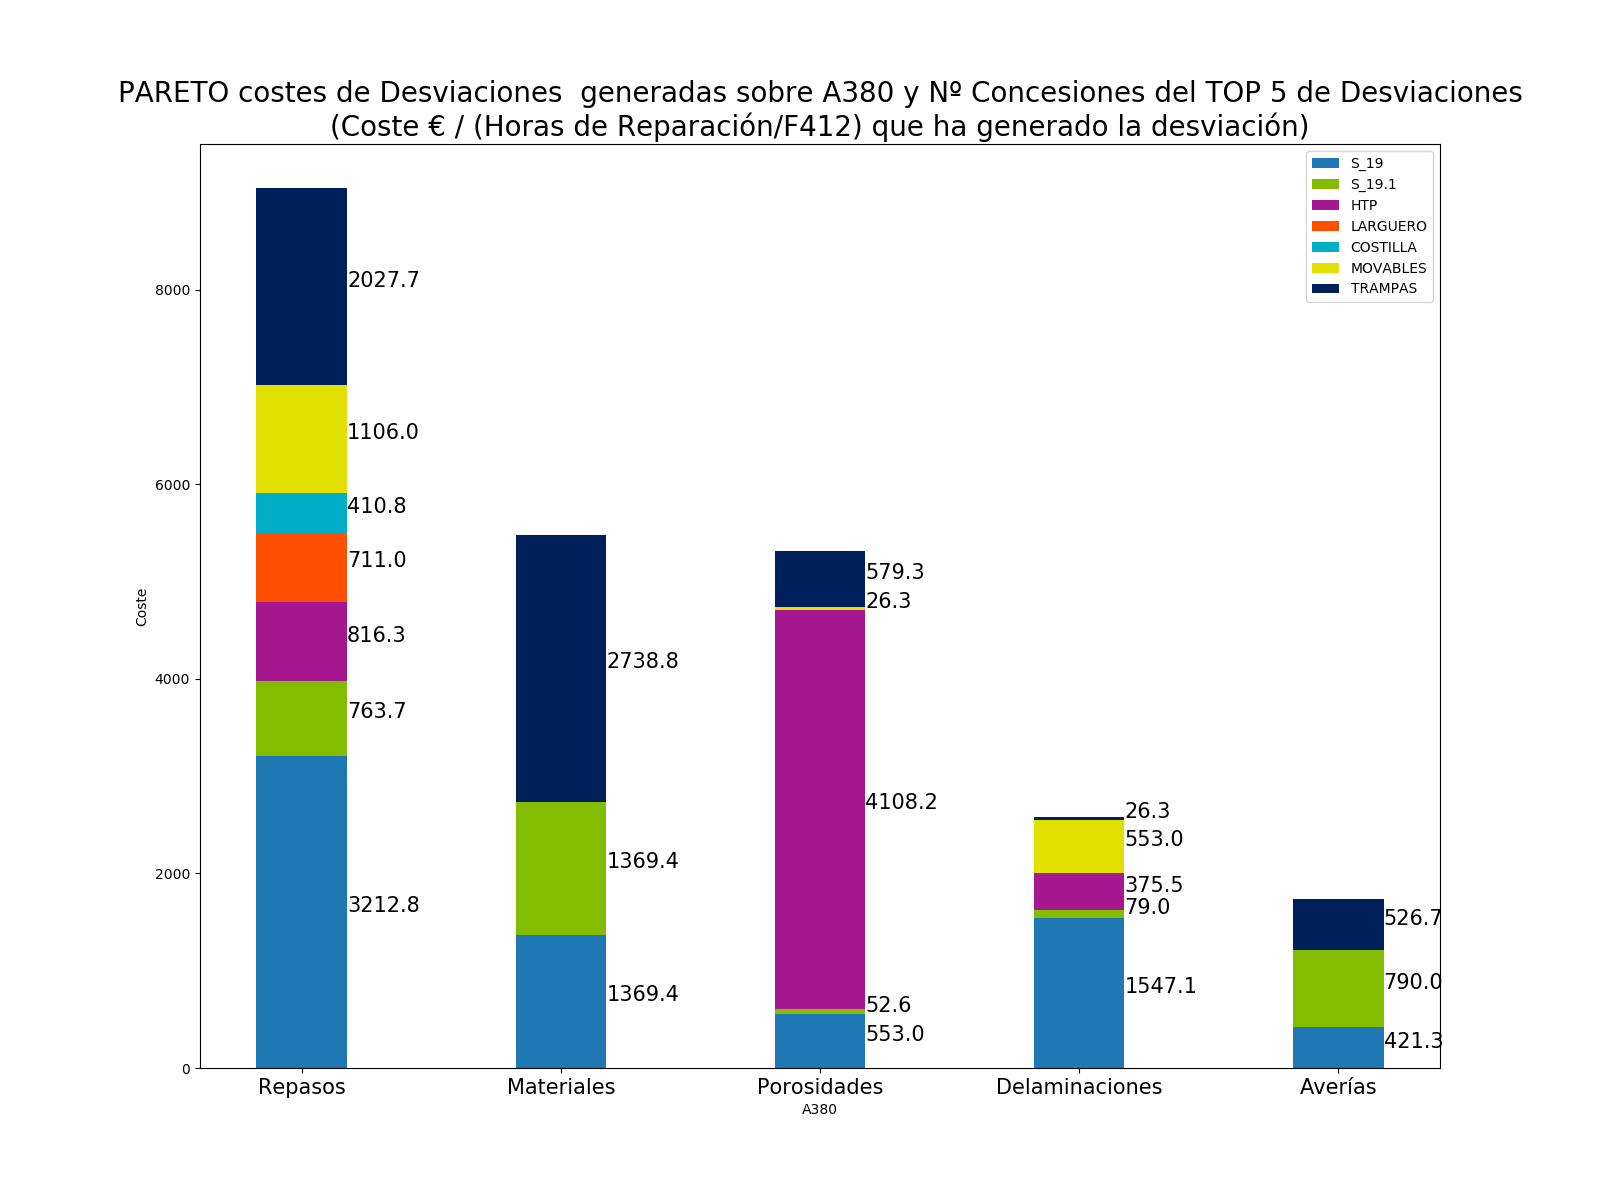 PARETO costes de Desviaciones  generadas sobre A380 y Nº Concesiones del TOP 5 de Desviaciones
(Coste € / (Horas de Reparación/F412) que ha generado la desviación)
S_19
S_19.1
HTP
LARGUERO
COSTILLA
MOVABLES
TRAMPAS
Coste
8000
6000
4000
2000
0
2027.7
1106.0
410.8
711.0
816.3
763.7
3212.8
2738.8
1369.4
1369.4
579.3
26.3
4108.2
52.6
553.0
26.3
553.0
375.5
79.0
1547.1
526.7
790.0
421.3
Repasos
Materiales
Porosidades
Delaminaciones
Averías
A380